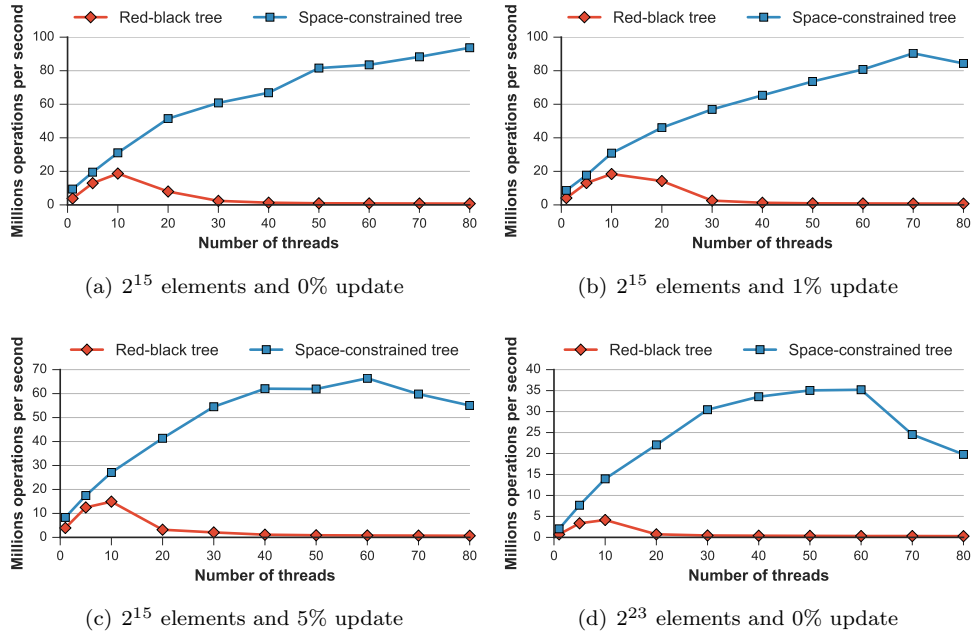 Red-black tree Space-constrained tree
Millions operations per second
100
80
60
40
20
0
0 10 20 30 40 50 60 70 80
Number of threads
(a) 2^15 elements and 0% update
Red-black tree Space-constrained tree
Millions operations per second
100
80
60
40
20
0
0 10 20 30 40 50 60 70 80
Number of threads
(b) 2^15 elements and 1% update
Red-black tree Space-constrained tree
Millions operations per second
70
60
50
40
30
20
10
0
0 10 20 30 40 50 60 70 80
Number of threads
(c) 2^15 elements and 5% update
Red-black tree Space-constrained tree
Millions operations per second
40
35
30
25
20
15
10
5
0
0 10 20 30 40 50 60 70 80
Number of threads
(d) 2^23 elements and 0% update